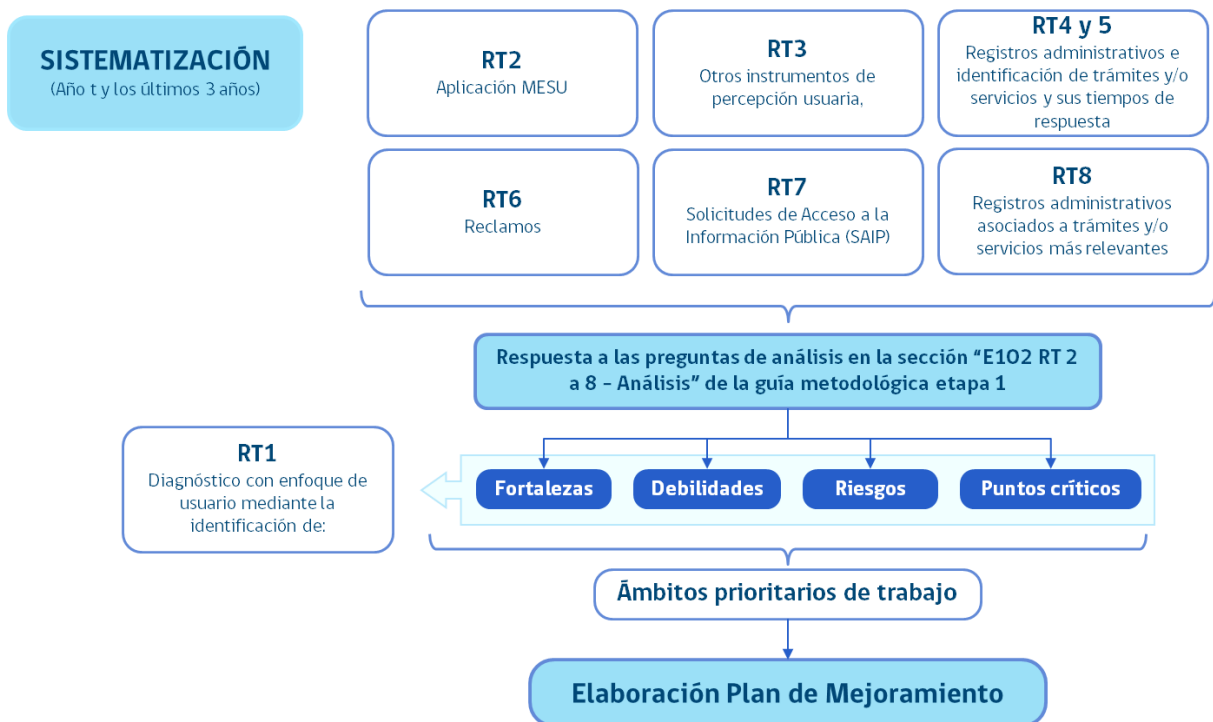 SISTEMATIZACIÓN
(Año t y los últimos 3 años)
RT2
Aplicación MESU
RT3
Otros instrumentos de
percepción usuaria,
RT4 y 5
Registros administrativos e
identificación de trámites y/o
servicios y sus tiempos de
respuesta
RT6
Reclamos
RT7
Solicitudes de Acceso a la
Información Pública (SAIP)
RT8
Registros administrativos
asociados a trámites y/o
servicios más relevantes
Respuesta a las preguntas de análisis en la sección “E1O2 RT 2
a 8 – Análisis” de la guía metodológica etapa 1
RT1
Diagnóstico con enfoque de
usuario mediante la
identificación de:
Fortalezas
Debilidades
Riesgos
Puntos críticos
Ámbitos prioritarios de trabajo
Elaboración Plan de Mejoramiento